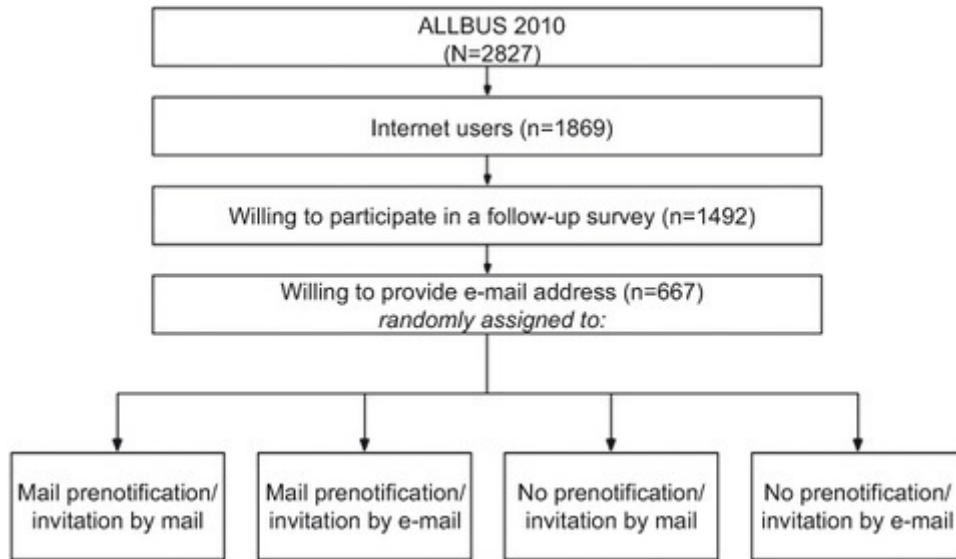 ALLBUS 2010
(N=2827)
Internet users (n=1869)
Willing to participate in a follow-up survey (n=1492)
Willing to provide e-mail address (n=667)
randomly assigned to:
Mail prenotification/
invitation by mail
Mail prenotification/
invitation by e-mail
No prenotification/
invitation by mail
No prenotification/
invitation by e-mail